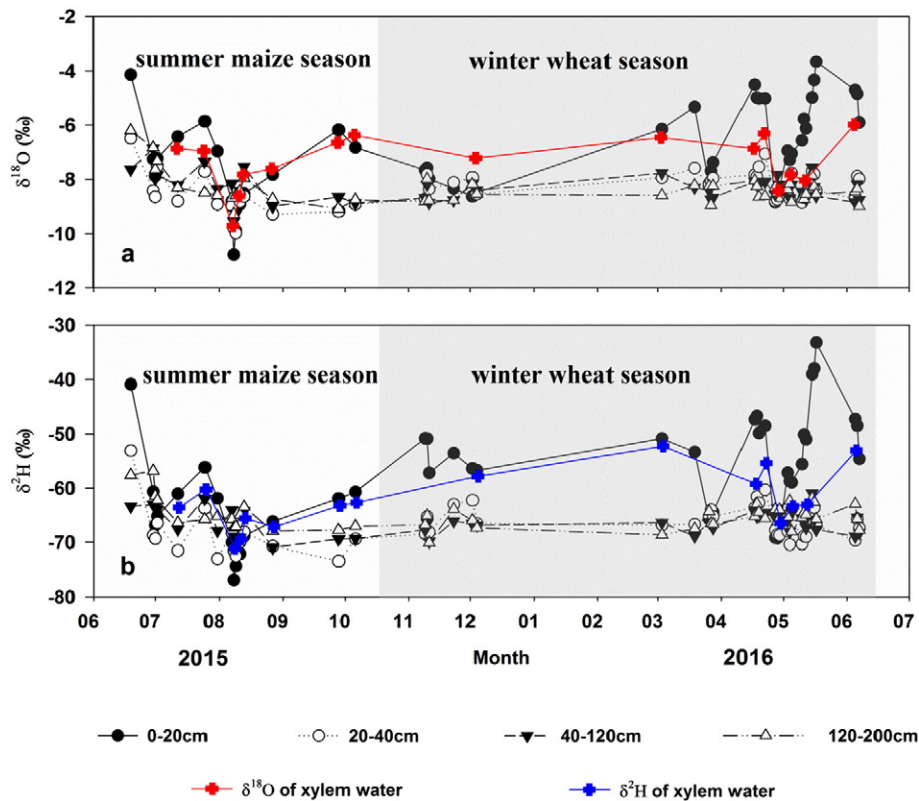 -2
summer maize season winter wheat season
-4
δ¹⁸O (‰)
-6
-8
-10
a
-12
-30
summer maize season winter wheat season
-40
-50
δ²H (‰)
-60
-70
b
-80
06 07 08 09 10 11 12 01 02 03 04 05 06 07
2015 Month 2016
0-20cm 20-40cm 40-120cm 120-200cm
δ¹⁸O of xylem water δ²H of xylem water